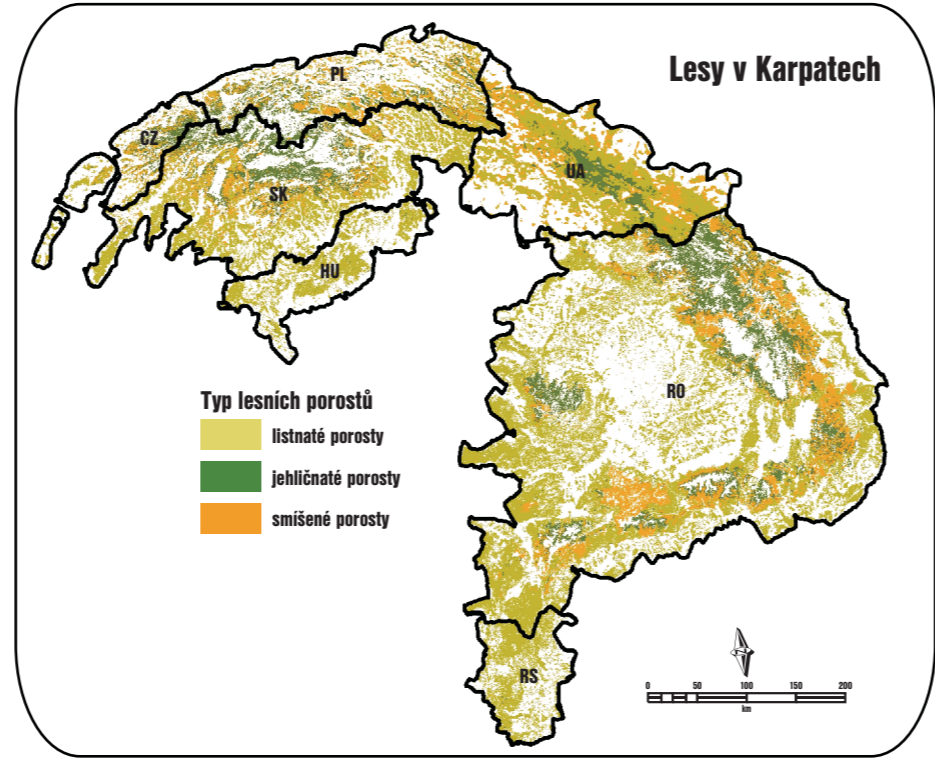 Lesy v Karpatech
PL
CZ
UA
SK
HU
RO
Typ lesních porostů
listnaté porosty
jehličnaté porosty
smíšené porosty
RS
0 50 100 150 200
km